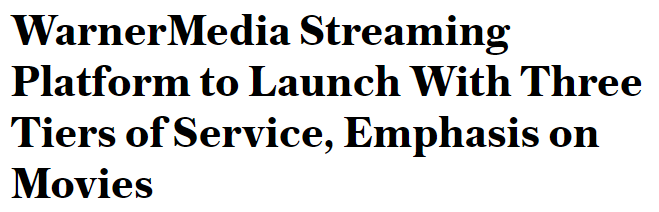 WarnerMedia Streaming
Platform to Launch With Three
Tiers of Service, Emphasis on
Movies